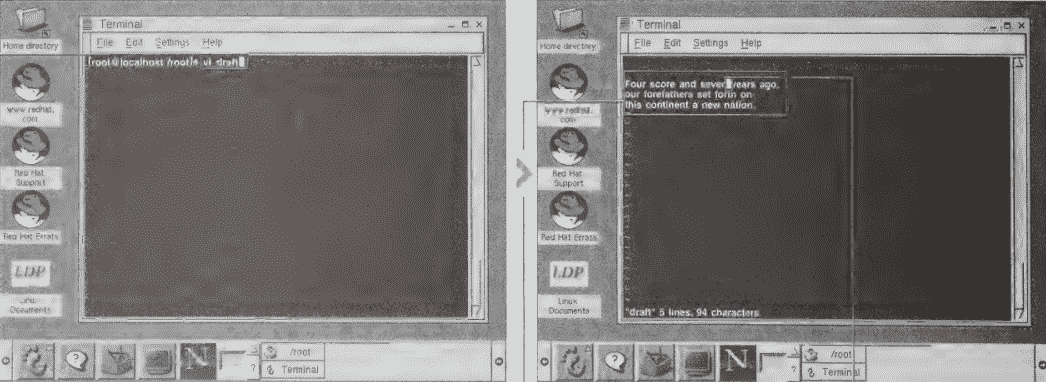 Terminal
File Edit Settings Help
[root@localhost /root]# vi draft
Home directory
www.redhat.
com
Red Hat
Support
Red Hat Errata
LDP
Linux
Documents
N
?
/root
Terminal
Terminal
File Edit Settings Help
Four score and seven years ago,
our forefathers set forth on
this continent a new nation.
"draft" 5 lines, 94 characters
Home directory
www.redhat.
com
Red Hat
Support
Red Hat Errata
LDP
Linux
Documents
N
?
/root
Terminal